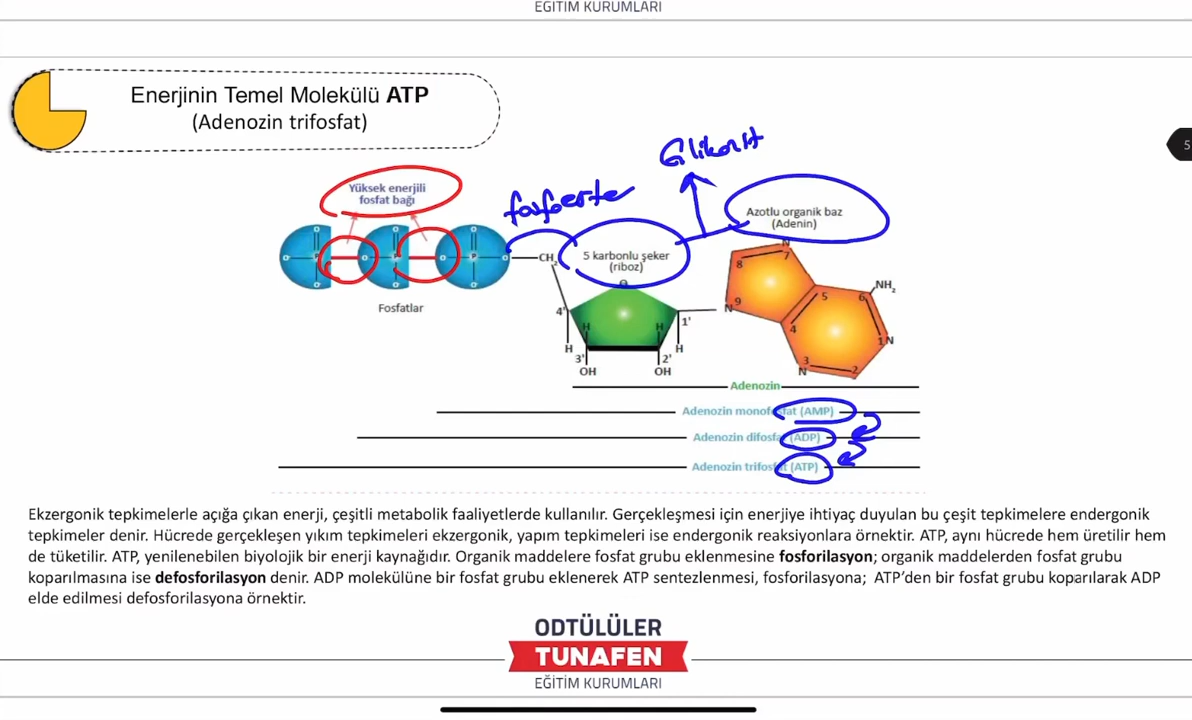 EĞİTİM KURUMLARI
Enerjinin Temel Molekülü ATP
(Adenozin trifosfat)
5
Glikozit
Yüksek enerjili
fosfat bağı
fosfoester
Azotlu organik baz
(Adenin)
5 karbonlu şeker
(riboz)
CH2
Fosfatlar
O
P
O
P
O
P
O
N
7
8
5
6
NH2
9
N
4
1N
3
N
2
4'
1'
H
H
H
H
3'
2'
OH
OH
Adenozin
Adenozin monofosfat (AMP)
Adenozin difosfat (ADP)
Adenozin trifosfat (ATP)
Ekzergonik tepkimelerle açığa çıkan enerji, çeşitli metabolik faaliyetlerde kullanılır. Gerçekleşmesi için enerjiye ihtiyaç duyulan bu çeşit tepkimelere endergonik
tepkimeler denir. Hücrede gerçekleşen yıkım tepkimeleri ekzergonik, yapım tepkimeleri ise endergonik reaksiyonlara örnektir. ATP, aynı hücrede hem üretilir hem
de tüketilir. ATP, yenilenebilen biyolojik bir enerji kaynağıdır. Organik maddelere fosfat grubu eklenmesine fosforilasyon; organik maddelerden fosfat grubu
koparılmasına ise defosforilasyon denir. ADP molekülüne bir fosfat grubu eklenerek ATP sentezlenmesi, fosforilasyona; ATP'den bir fosfat grubu koparılarak ADP
elde edilmesi defosforilasyona örnektir.
ODTÜLÜLER
TUNAFEN
EĞİTİM KURUMLARI